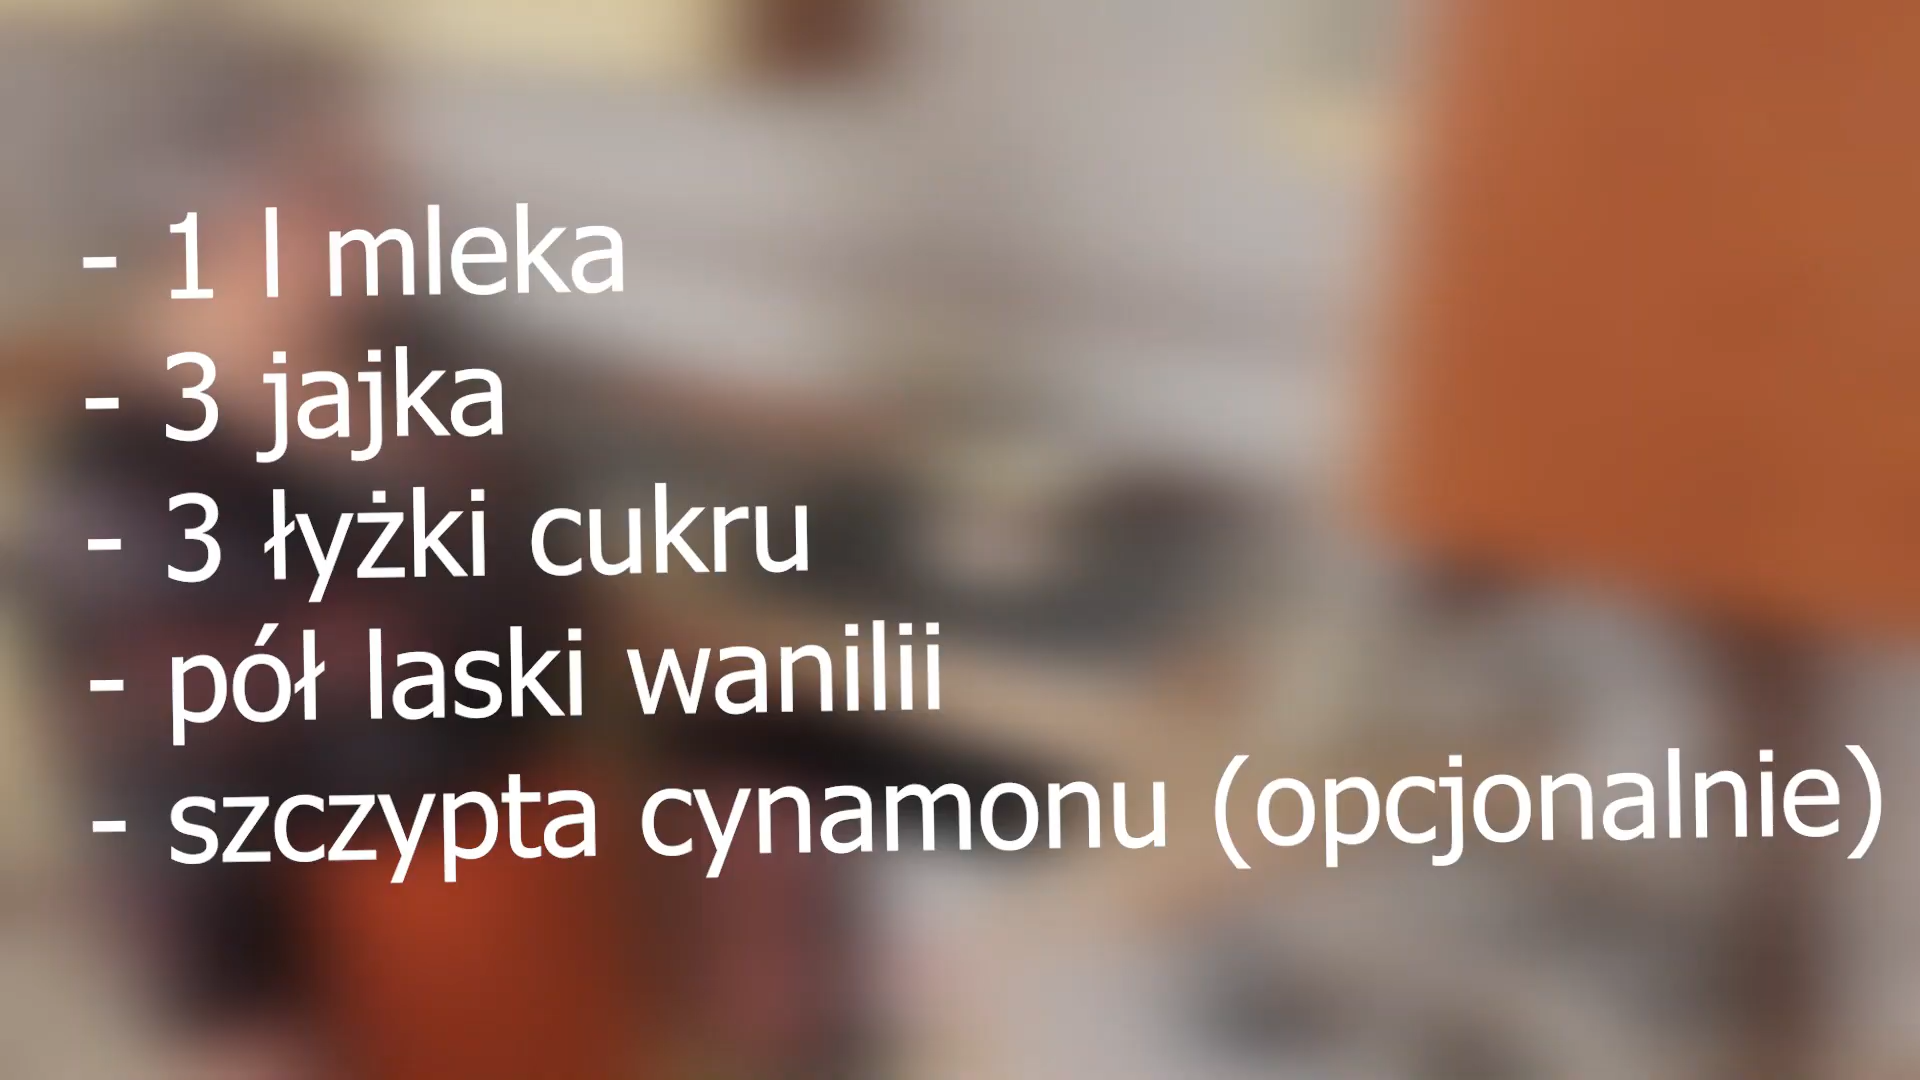 - 1 l mleka
- 3 jajka
- 3 łyżki cukru
- pół laski wanilii
- szczypta cynamonu (opcjonalnie)